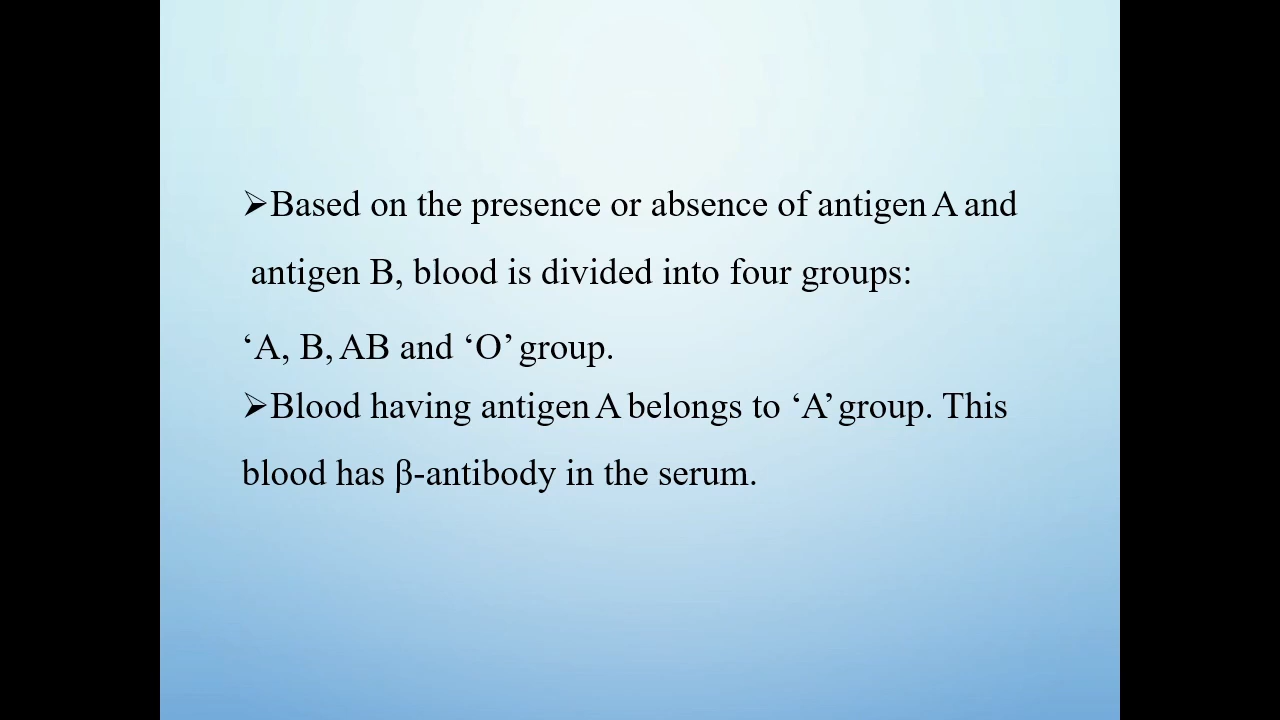 ➢Based on the presence or absence of antigen A and
antigen B, blood is divided into four groups:
‘A, B, AB and ‘O’ group.
➢Blood having antigen A belongs to ‘A’ group. This
blood has β-antibody in the serum.